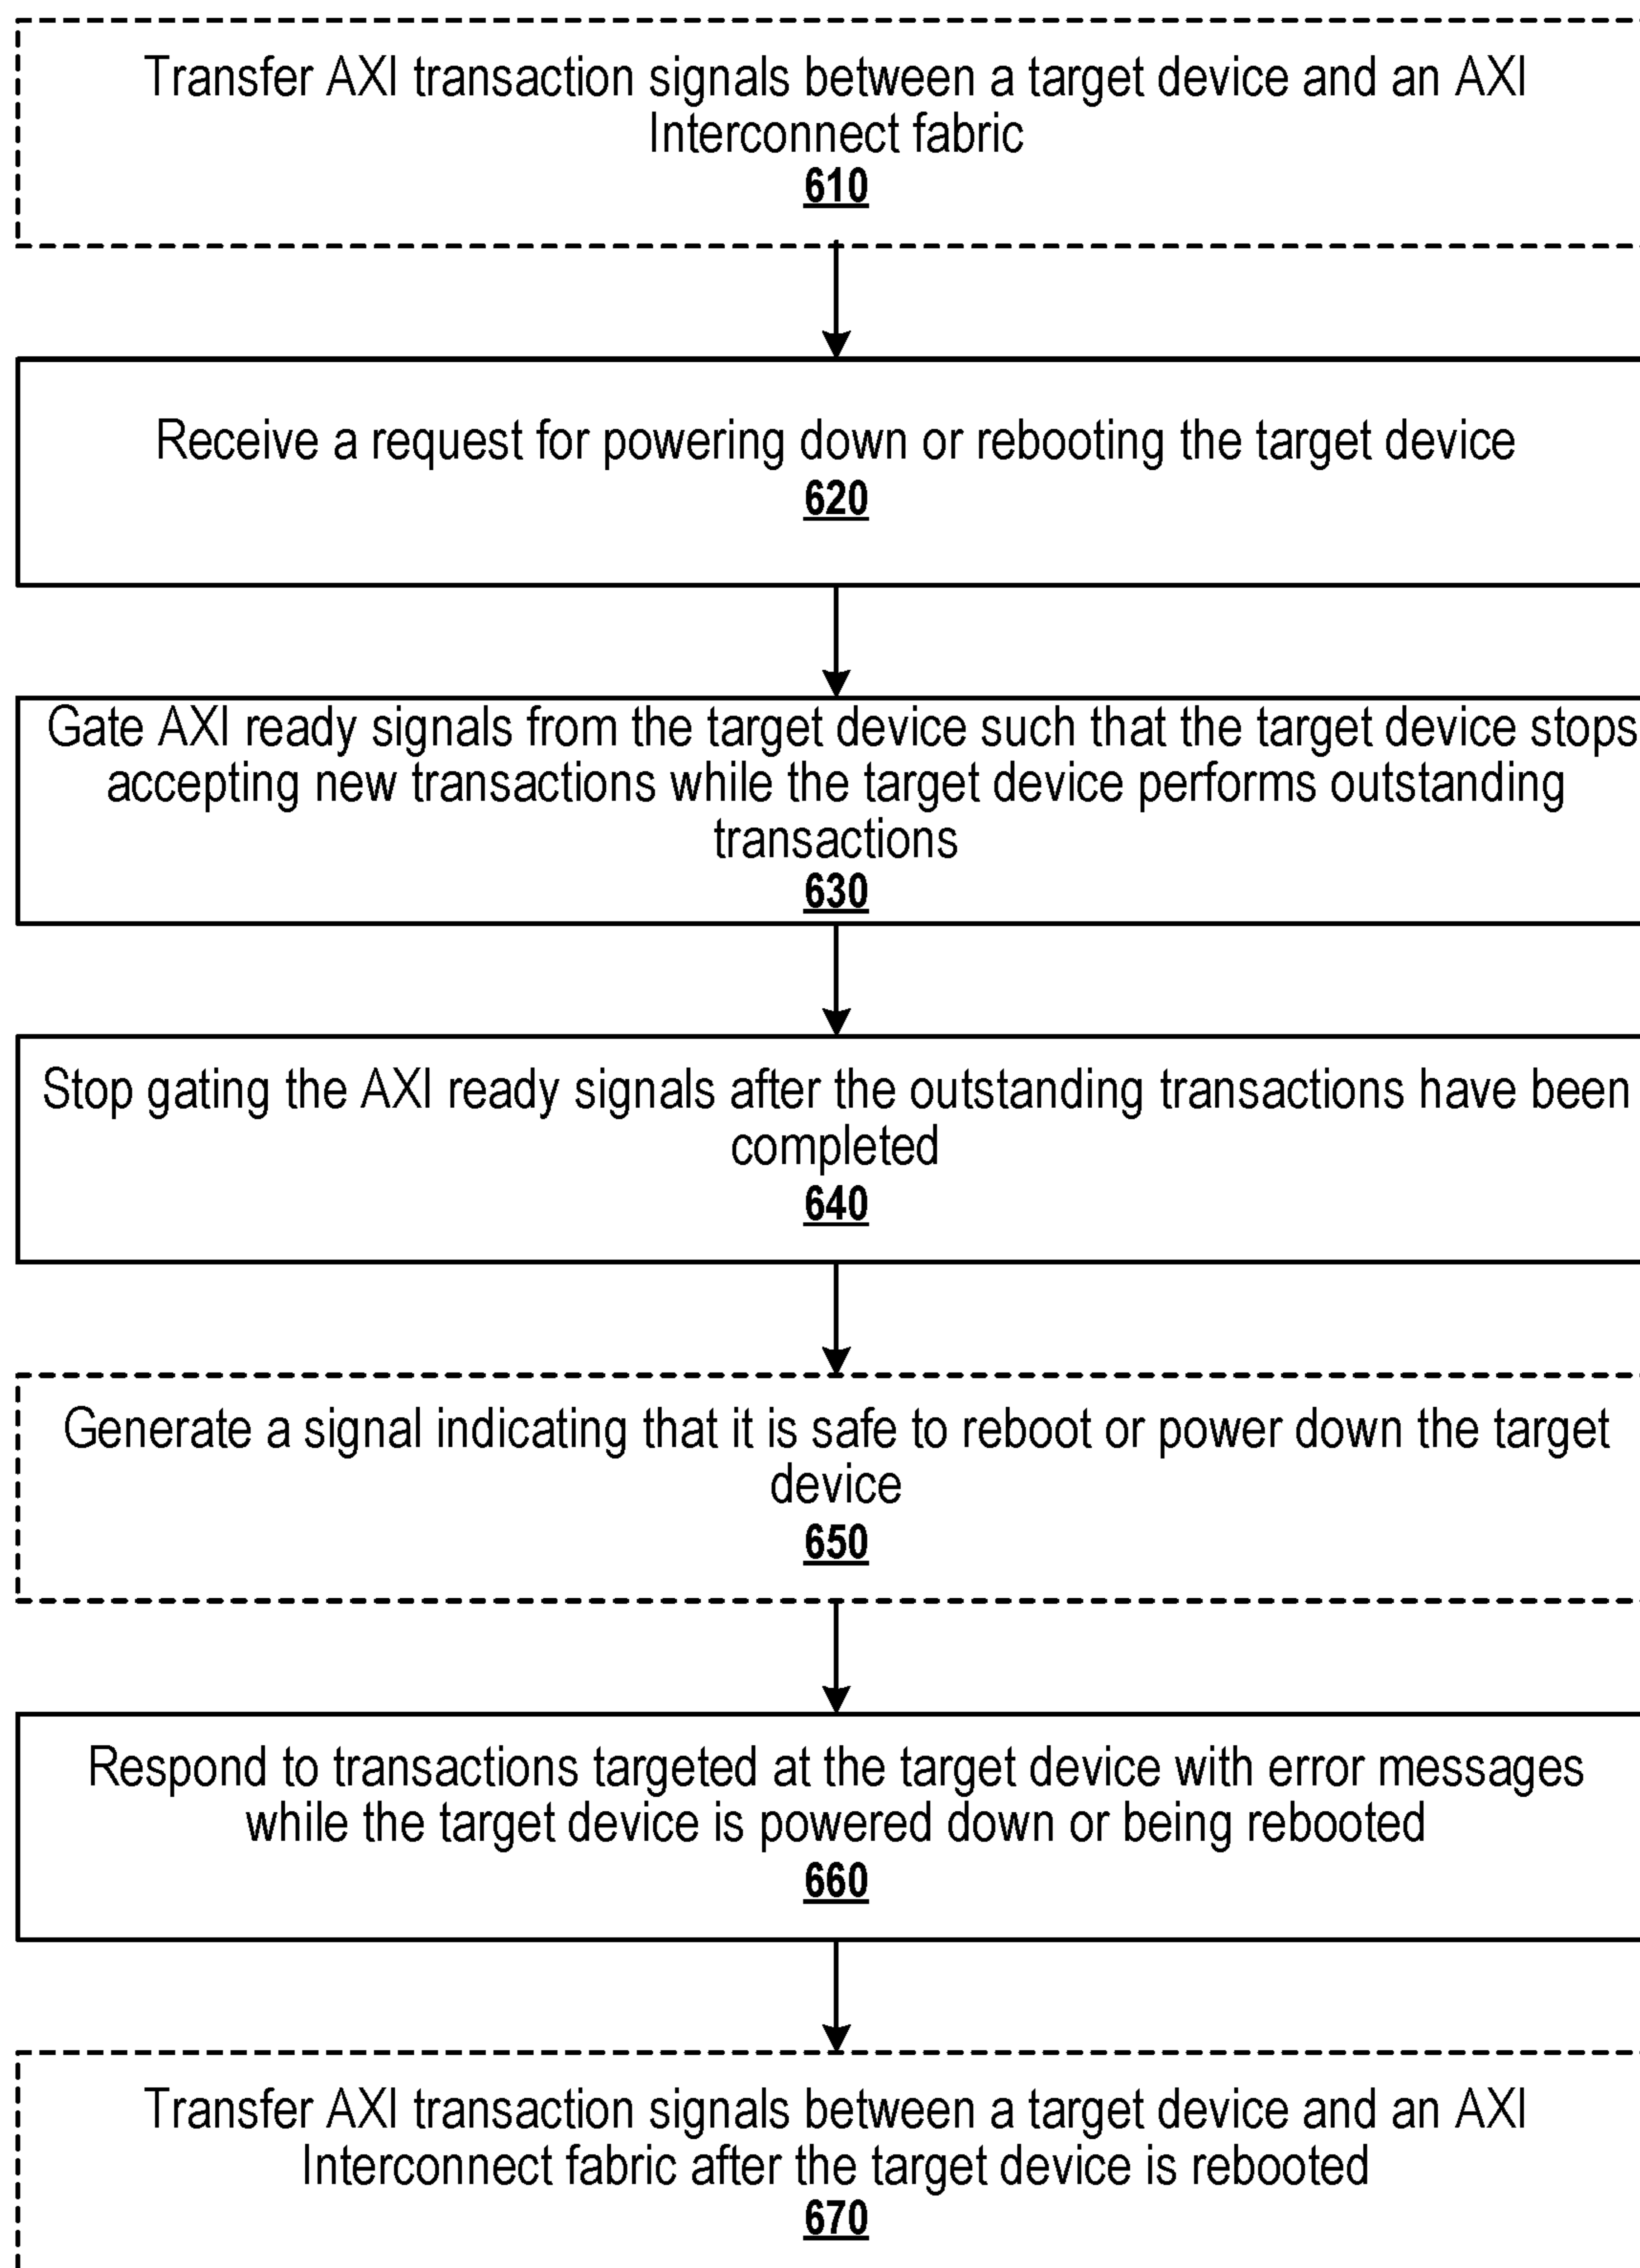 Transfer AXI transaction signals between a target device and an AXI
Interconnect fabric
610
Receive a request for powering down or rebooting the target device
620
Gate AXI ready signals from the target device such that the target device stops
accepting new transactions while the target device performs outstanding
transactions
630
Stop gating the AXI ready signals after the outstanding transactions have been
completed
640
Generate a signal indicating that it is safe to reboot or power down the target
device
650
Respond to transactions targeted at the target device with error messages
while the target device is powered down or being rebooted
660
Transfer AXI transaction signals between a target device and an AXI
Interconnect fabric after the target device is rebooted
670